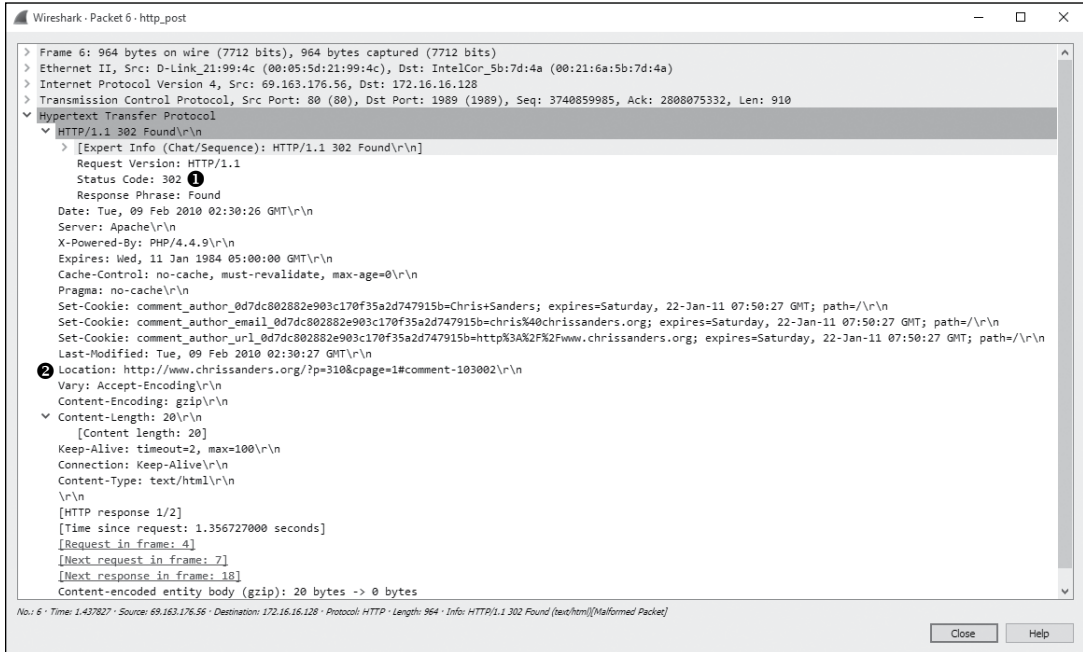 Wireshark · Packet 6 · http_post
> Frame 6: 964 bytes on wire (7712 bits), 964 bytes captured (7712 bits)
> Ethernet II, Src: D-Link_21:99:4c (00:05:5d:21:99:4c), Dst: IntelCor_5b:7d:4a (00:21:6a:5b:7d:4a)
> Internet Protocol Version 4, Src: 69.163.176.56, Dst: 172.16.16.128
> Transmission Control Protocol, Src Port: 80 (80), Dst Port: 1989 (1989), Seq: 3740859985, Ack: 2808075332, Len: 910
Hypertext Transfer Protocol
HTTP/1.1 302 Found\r\n
> [Expert Info (Chat/Sequence): HTTP/1.1 302 Found\r\n]
Request Version: HTTP/1.1
Status Code: 302 ❶
Response Phrase: Found
Date: Tue, 09 Feb 2010 02:30:26 GMT\r\n
Server: Apache\r\n
X-Powered-By: PHP/4.4.9\r\n
Expires: Wed, 11 Jan 1984 05:00:00 GMT\r\n
Cache-Control: no-cache, must-revalidate, max-age=0\r\n
Pragma: no-cache\r\n
Set-Cookie: comment_author_0d7dc802882e903c170f35a2d747915b=Chris+Sanders; expires=Saturday, 22-Jan-11 07:50:27 GMT; path=/\r\n
Set-Cookie: comment_author_email_0d7dc802882e903c170f35a2d747915b=chris%40chrissanders.org; expires=Saturday, 22-Jan-11 07:50:27 GMT; path=/\r\n
Set-Cookie: comment_author_url_0d7dc802882e903c170f35a2d747915b=http%3A%2F%2Fwww.chrissanders.org; expires=Saturday, 22-Jan-11 07:50:27 GMT; path=/\r\n
Last-Modified: Tue, 09 Feb 2010 02:30:27 GMT\r\n
❷ Location: http://www.chrissanders.org/?p=310&cpage=1#comment-103002\r\n
Vary: Accept-Encoding\r\n
Content-Encoding: gzip\r\n
Content-Length: 20\r\n
[Content length: 20]
Keep-Alive: timeout=2, max=100\r\n
Connection: Keep-Alive\r\n
Content-Type: text/html\r\n
\r\n
[HTTP response 1/2]
[Time since request: 1.356727000 seconds]
[Request in frame: 4]
[Next request in frame: 7]
[Next response in frame: 18]
Content-encoded entity body (gzip): 20 bytes -> 0 bytes
No.: 6 · Time: 1.437827 · Source: 69.163.176.56 · Destination: 172.16.16.128 · Protocol: HTTP · Length: 964 · Info: HTTP/1.1 302 Found (text/html)[Malformed Packet]
Close Help